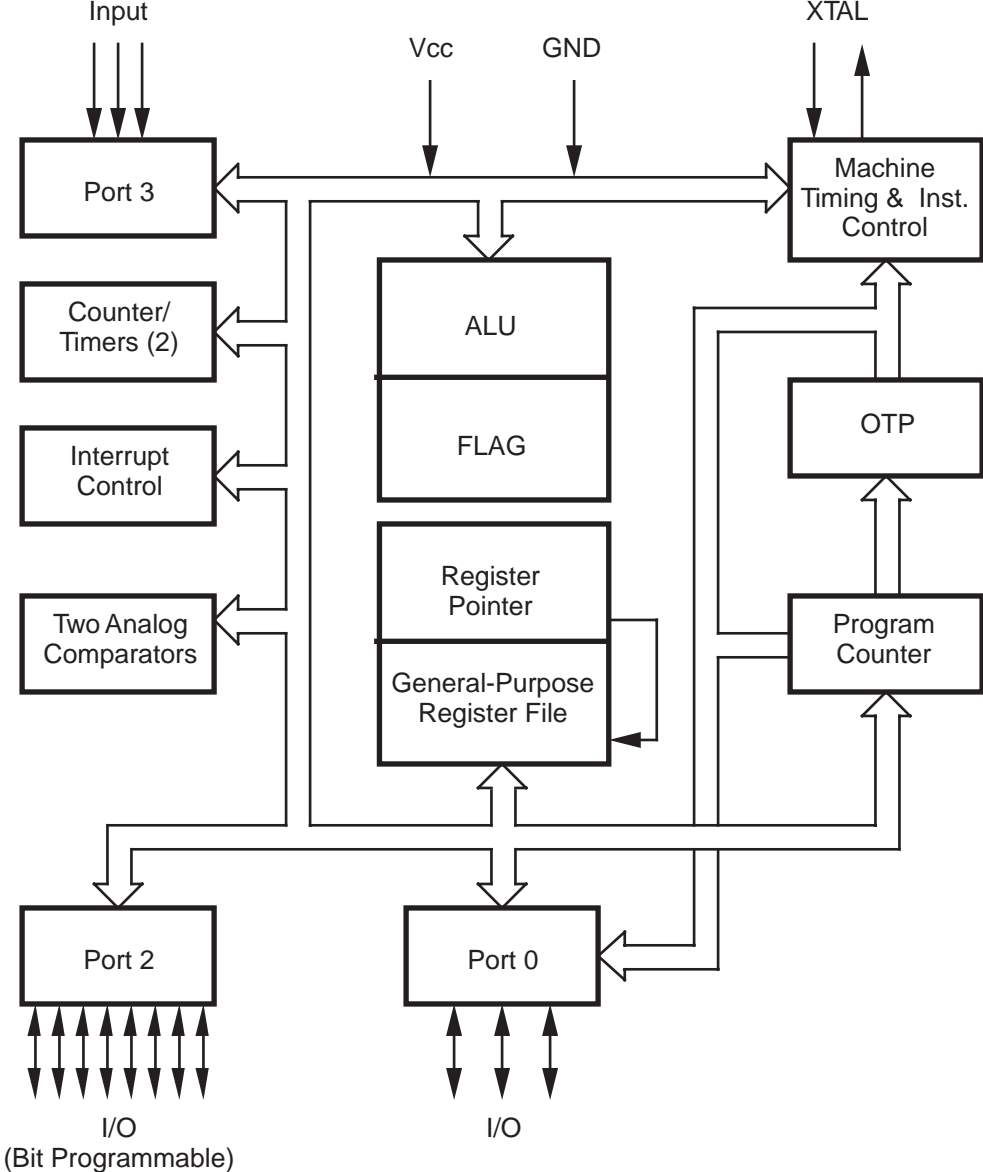 Input
XTAL
Vcc
GND
Port 3
Machine
Timing & Inst.
Control
Counter/
Timers (2)
ALU
FLAG
OTP
Interrupt
Control
Register
Pointer
Two Analog
Comparators
Program
Counter
General-Purpose
Register File
Port 2
Port 0
I/O
(Bit Programmable)
I/O